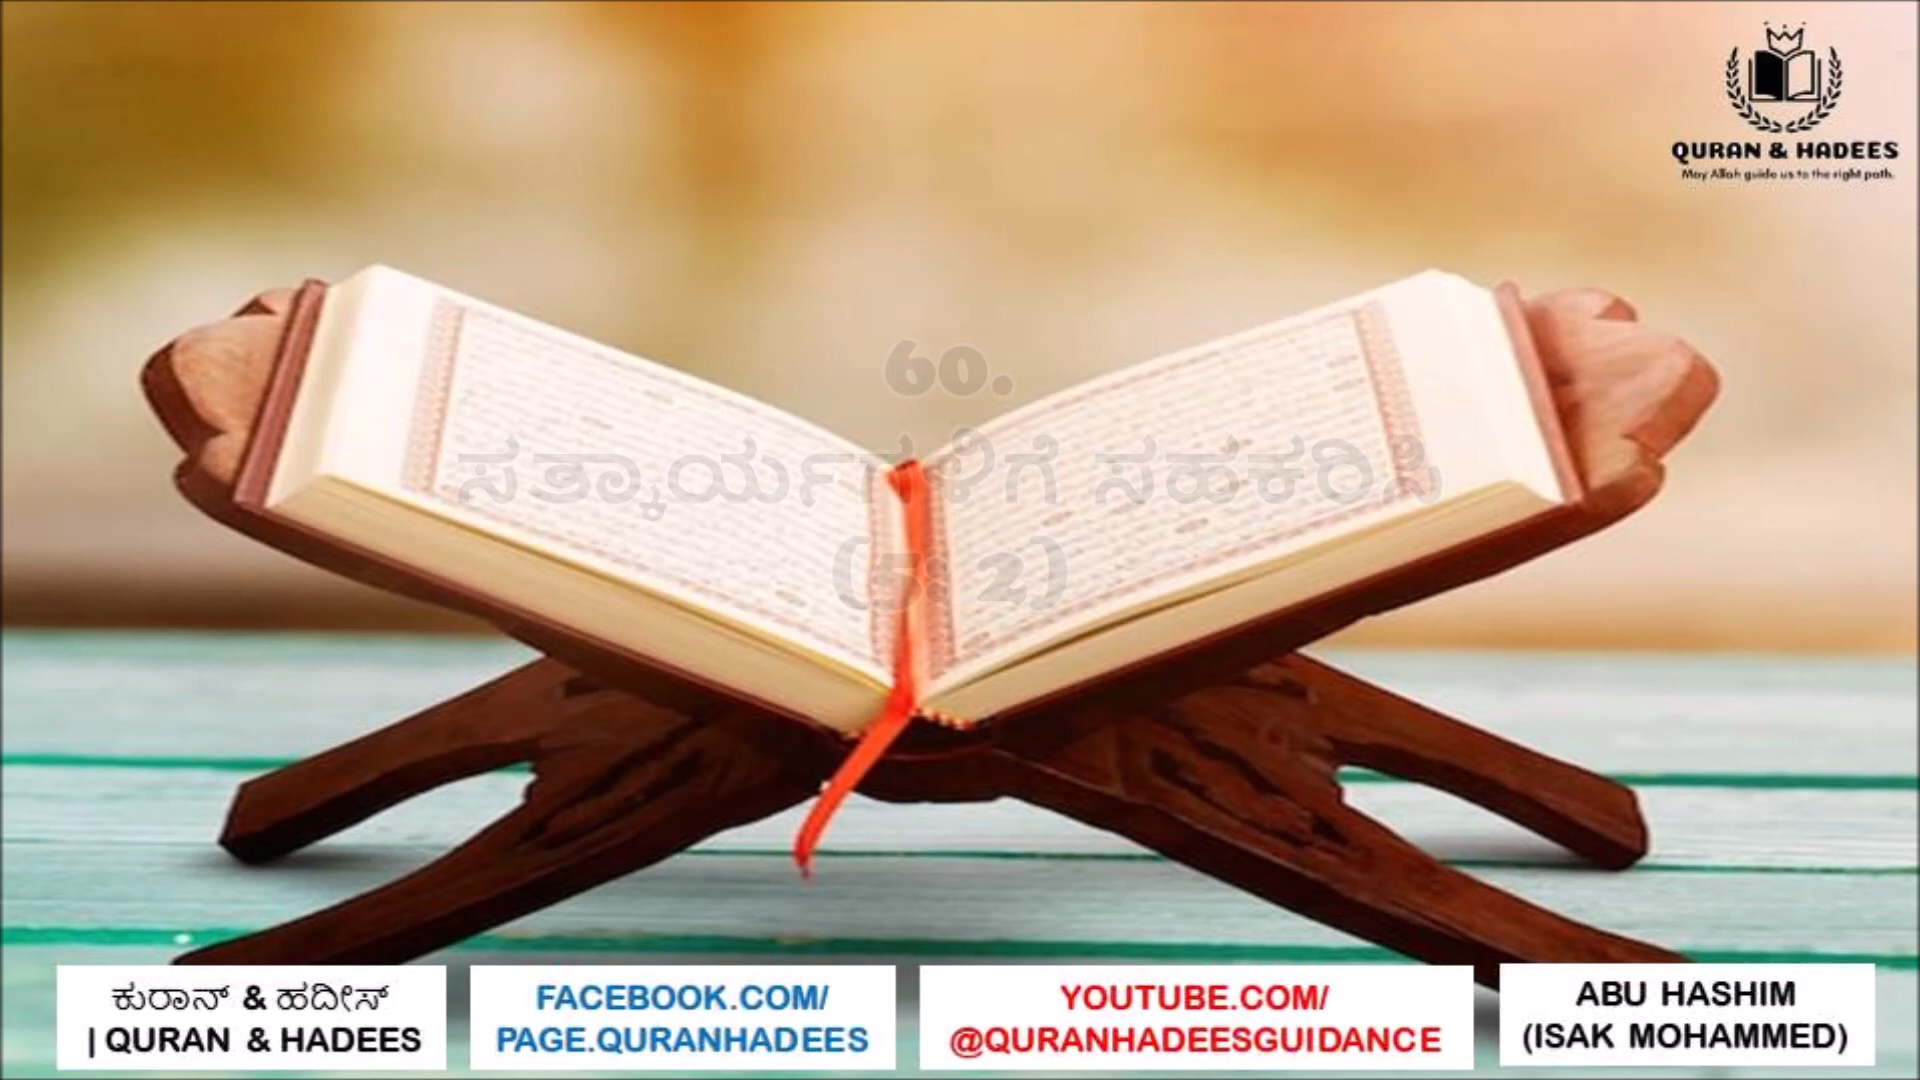 QURAN & HADEES
May Allah guide us to the right path.
60.
ಸತ್ಕಾರ್ಯಗಳಿಗೆ ಸಹಕರಿಸಿ
(5: 2)
ಕುರಾನ್ & ಹದೀಸ್
| QURAN & HADEES
FACEBOOK.COM/
PAGE.QURANHADEES
YOUTUBE.COM/
@QURANHADEESGUIDANCE
ABU HASHIM
(ISAK MOHAMMED)